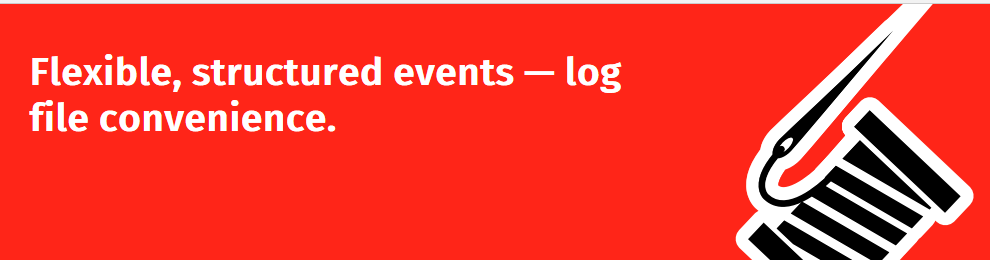 Flexible, structured events — log
file convenience.